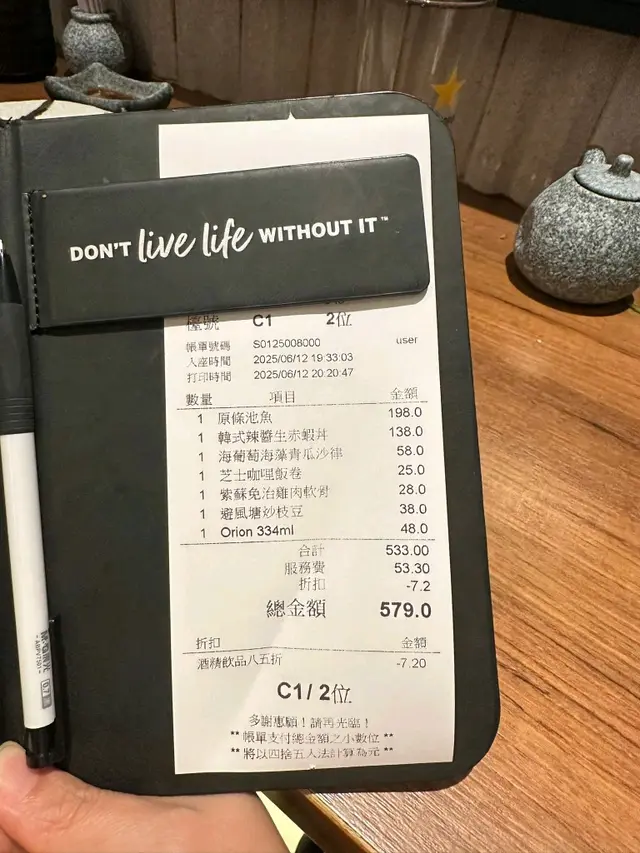 DON'T live life WITHOUT IT™
檯號 C1 2位
帳單號碼 S0125008000 user
入座時間 2025/06/12 19:33:03
打印時間 2025/06/12 20:20:47
數量 項目 金額
1 原條池魚 198.0
1 韓式辣醬生赤蝦丼 138.0
1 海葡萄海藻青瓜沙律 58.0
1 芝士咖哩飯卷 25.0
1 紫蘇免治雞肉軟骨 28.0
1 避風塘炒枝豆 38.0
1 Orion 334ml 48.0
合計 533.00
服務費 53.30
折扣 -7.2
總金額 579.0
折扣 金額
酒精飲品八五折 -7.20
C1 / 2位
多謝惠顧！請再光臨！
** 帳單支付總金額之小數位 **
** 將以四捨五入法計算為元 **